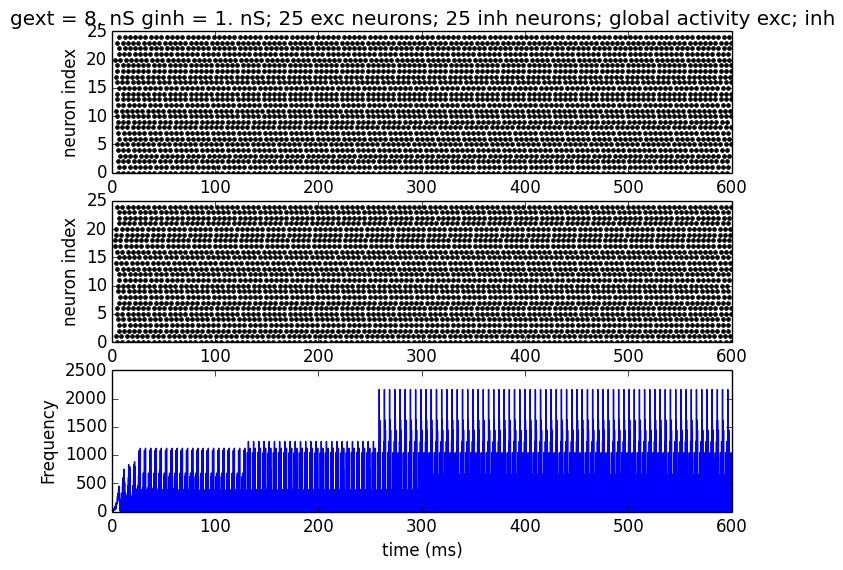 gext = 8. nS ginh = 1. nS; 25 exc neurons; 25 inh neurons; global activity exc; inh
25
20
15
10
5
0
neuron index
0 100 200 300 400 500 600
25
20
15
10
5
0
neuron index
0 100 200 300 400 500 600
2500
2000
1500
1000
500
0
Frequency
0 100 200 300 400 500 600
time (ms)